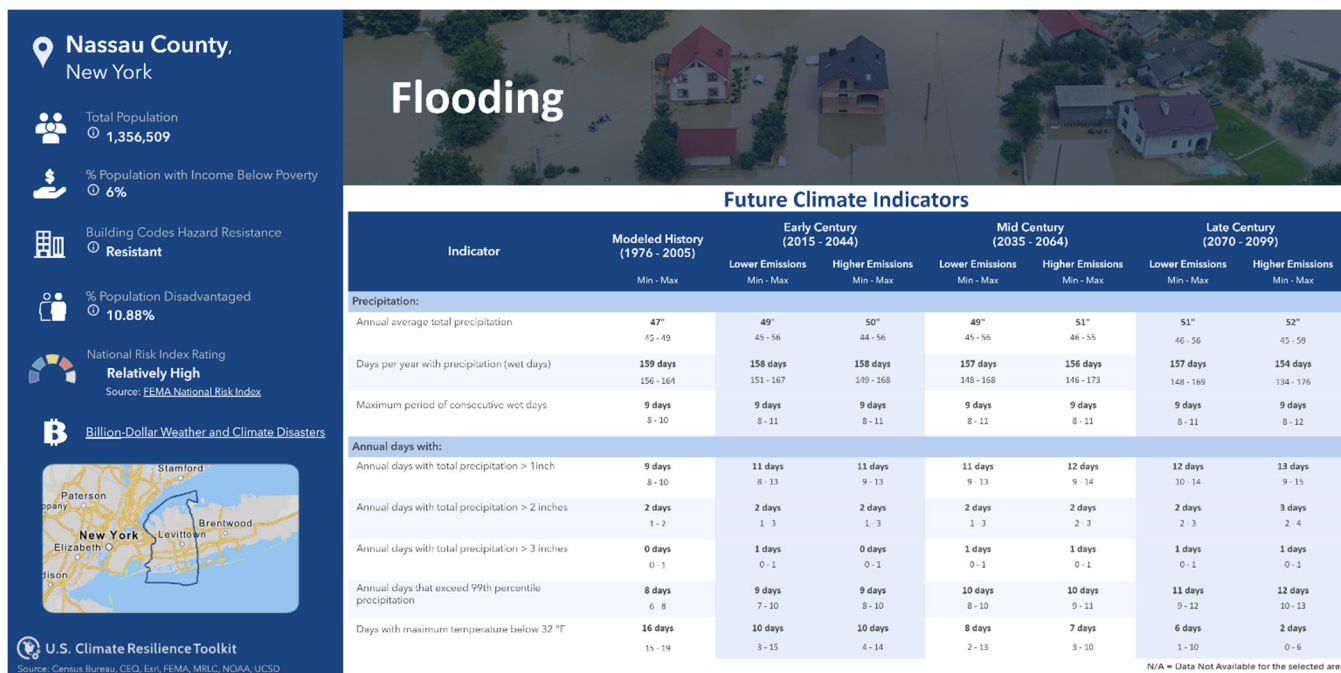 Nassau County,
New York
Total Population
1,356,509
% Population with Income Below Poverty
6%
Building Codes Hazard Resistance
Resistant
% Population Disadvantaged
10.88%
National Risk Index Rating
Relatively High
Source: FEMA National Risk Index
Billion-Dollar Weather and Climate Disasters
Stamford
Paterson
pany
Brentwood
New York
Levittown
Elizabeth
dison
U.S. Climate Resilience Toolkit
Source: Census Bureau, CEQ, Esri, FEMA, MRLC, NOAA, UCSD
Flooding
Future Climate Indicators
Indicator Modeled History (1976 - 2005) Early Century (2015 - 2044) Mid Century (2035 - 2064) Late Century (2070 - 2099)
Lower Emissions Higher Emissions Lower Emissions Higher Emissions Lower Emissions Higher Emissions
Min - Max Min - Max Min - Max Min - Max Min - Max Min - Max Min - Max
Precipitation:
Annual average total precipitation 47" 49" 50" 49" 51" 51" 52"
45 - 49 45 - 56 44 - 56 45 - 56 46 - 55 46 - 56 45 - 59
Days per year with precipitation (wet days) 159 days 158 days 158 days 157 days 156 days 157 days 154 days
156 - 164 151 - 167 149 - 168 148 - 168 146 - 173 148 - 169 134 - 176
Maximum period of consecutive wet days 9 days 9 days 9 days 9 days 9 days 9 days 9 days
8 - 10 8 - 11 8 - 11 8 - 11 8 - 11 8 - 11 8 - 12
Annual days with:
Annual days with total precipitation > 1inch 9 days 11 days 11 days 11 days 12 days 12 days 13 days
8 - 10 8 - 13 9 - 13 9 - 13 9 - 14 10 - 14 9 - 15
Annual days with total precipitation > 2 inches 2 days 2 days 2 days 2 days 2 days 2 days 3 days
1 - 2 1 - 3 1 - 3 1 - 3 2 - 3 2 - 3 2 - 4
Annual days with total precipitation > 3 inches 0 days 1 days 0 days 1 days 1 days 1 days 1 days
0 - 1 0 - 1 0 - 1 0 - 1 0 - 1 0 - 1 0 - 1
Annual days that exceed 99th percentile precipitation 8 days 9 days 9 days 10 days 10 days 11 days 12 days
6 - 8 7 - 10 8 - 10 8 - 10 9 - 11 9 - 12 10 - 13
Days with maximum temperature below 32 °F 16 days 10 days 10 days 8 days 7 days 6 days 2 days
15 - 19 3 - 15 4 - 14 2 - 13 3 - 10 1 - 10 0 - 6
N/A = Data Not Available for the selected area